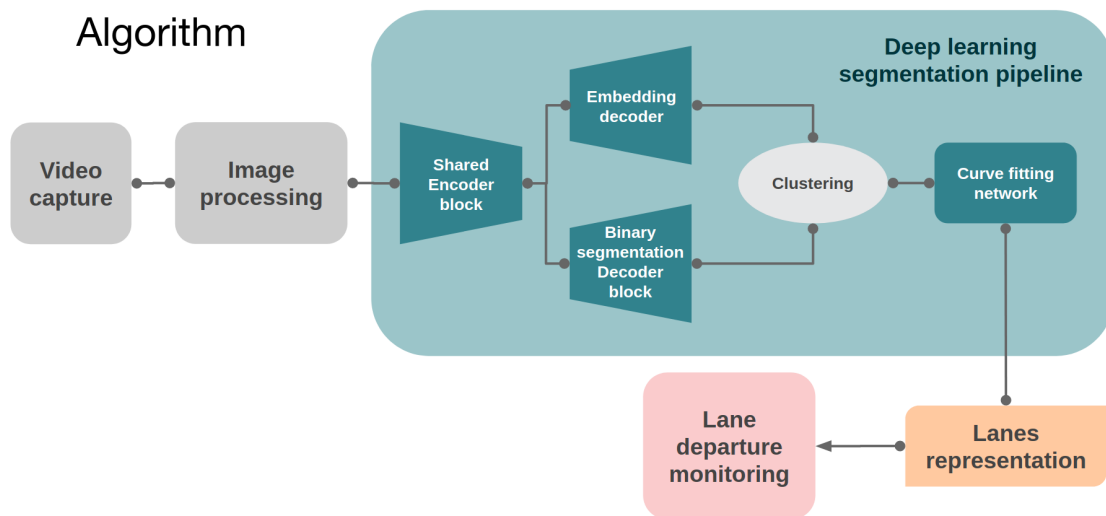 Algorithm
Deep learning
segmentation pipeline
Video
capture
Image
processing
Shared
Encoder
block
Embedding
decoder
Binary
segmentation
Decoder
block
Clustering
Curve fitting
network
Lanes
representation
Lane
departure
monitoring